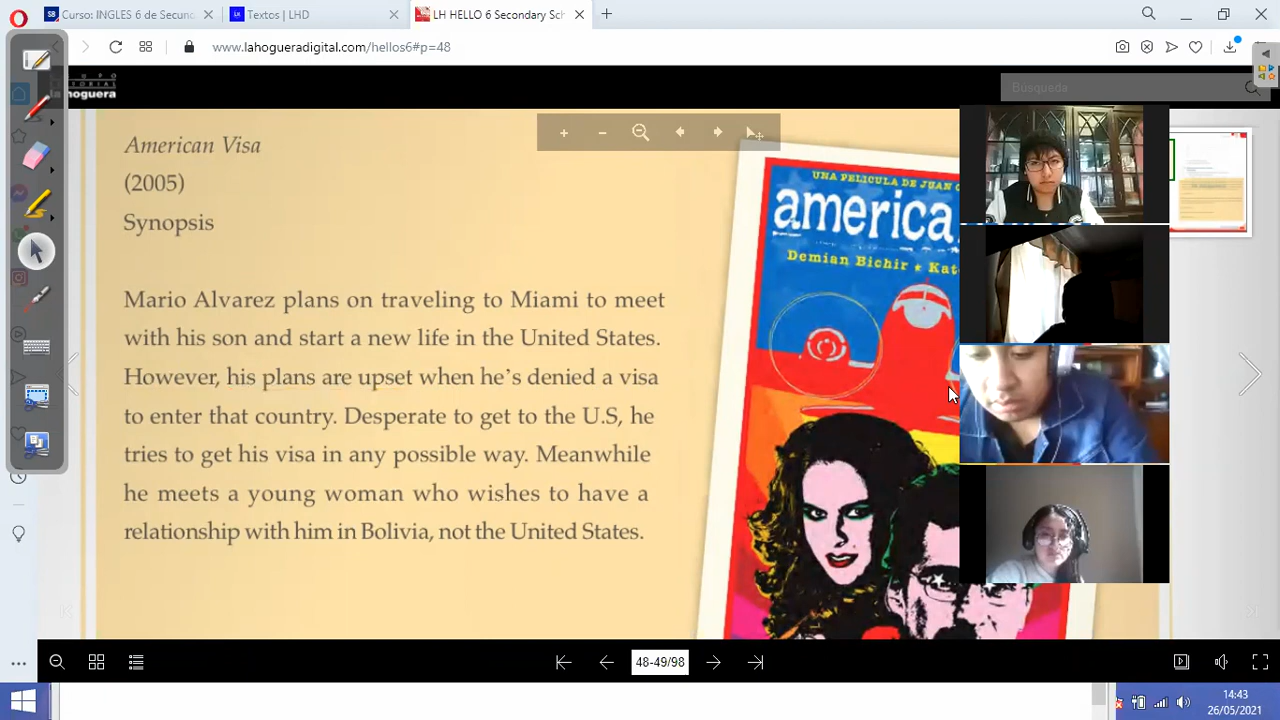 Curso: INGLES 6 de Secund
Textos | LHD
LH HELLO 6 Secondary Sch
www.lahogueradigital.com/hellos6#p=48
la hoguera
Búsqueda
American Visa
(2005)
Synopsis
Mario Alvarez plans on traveling to Miami to meet
with his son and start a new life in the United States.
However, his plans are upset when he's denied a visa
to enter that country. Desperate to get to the U.S, he
tries to get his visa in any possible way. Meanwhile
he meets a young woman who wishes to have a
relationship with him in Bolivia, not the United States.
UNA PELICULA DE JUAN
america
Demian Bichir ★ Kat
48-49/98
14:43
26/05/2021